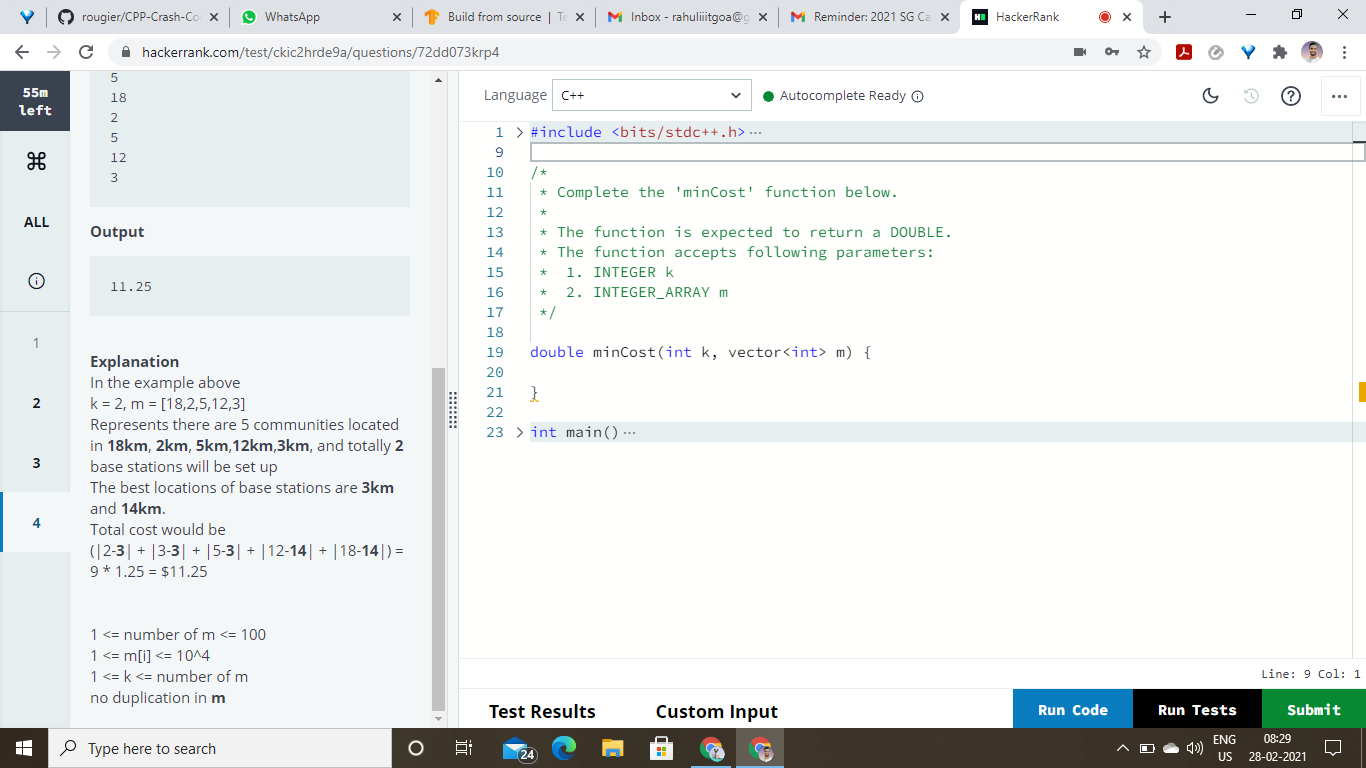 rougier/CPP-Crash-Co
WhatsApp
Build from source | Te
Inbox - rahuliiitgoa@g
Reminder: 2021 SG Ca
HackerRank
hackerrank.com/test/ckic2hrde9a/questions/72dd073krp4
55m
left
ALL
1
2
3
4
5
18
2
5
12
3
Output
11.25
Explanation
In the example above
k = 2, m = [18,2,5,12,3]
Represents there are 5 communities located
in 18km, 2km, 5km,12km,3km, and totally 2
base stations will be set up
The best locations of base stations are 3km
and 14km.
Total cost would be
(|2-3| + |3-3| + |5-3| + |12-14| + |18-14|) =
9 * 1.25 = $11.25
1 <= number of m <= 100
1 <= m[i] <= 10^4
1 <= k <= number of m
no duplication in m
Language C++ Autocomplete Ready
1 #include <bits/stdc++.h> ···
9
10 /*
11 * Complete the 'minCost' function below.
12 *
13 * The function is expected to return a DOUBLE.
14 * The function accepts following parameters:
15 * 1. INTEGER k
16 * 2. INTEGER_ARRAY m
17 */
18
19 double minCost(int k, vector<int> m) {
20
21 }
22
23 int main() ···
Line: 9 Col: 1
Test Results Custom Input Run Code Run Tests Submit
Type here to search
24
ENG
US
08:29
28-02-2021